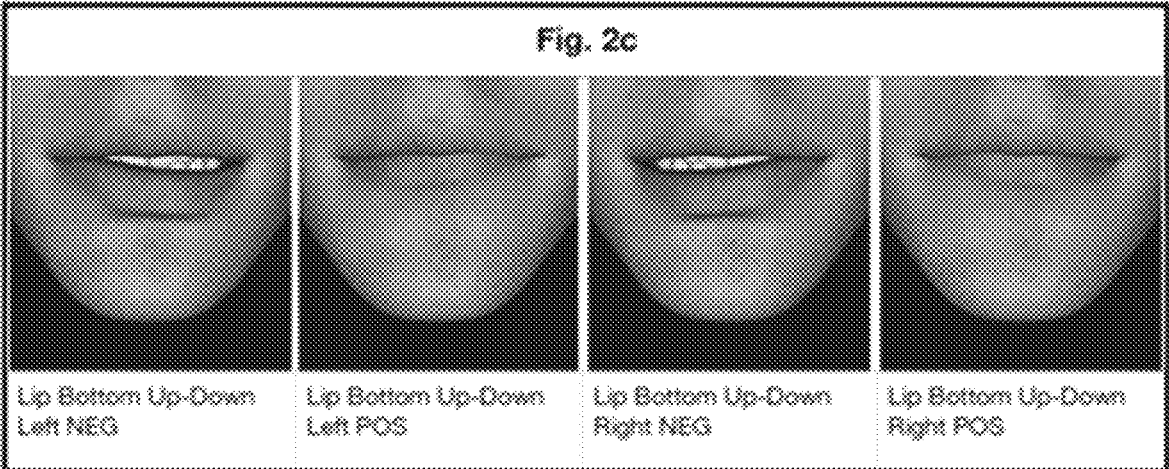 Fig. 2c
Lip Bottom Up-Down
Left NEG
Lip Bottom Up-Down
Left POS
Lip Bottom Up-Down
Right NEG
Lip Bottom Up-Down
Right POS